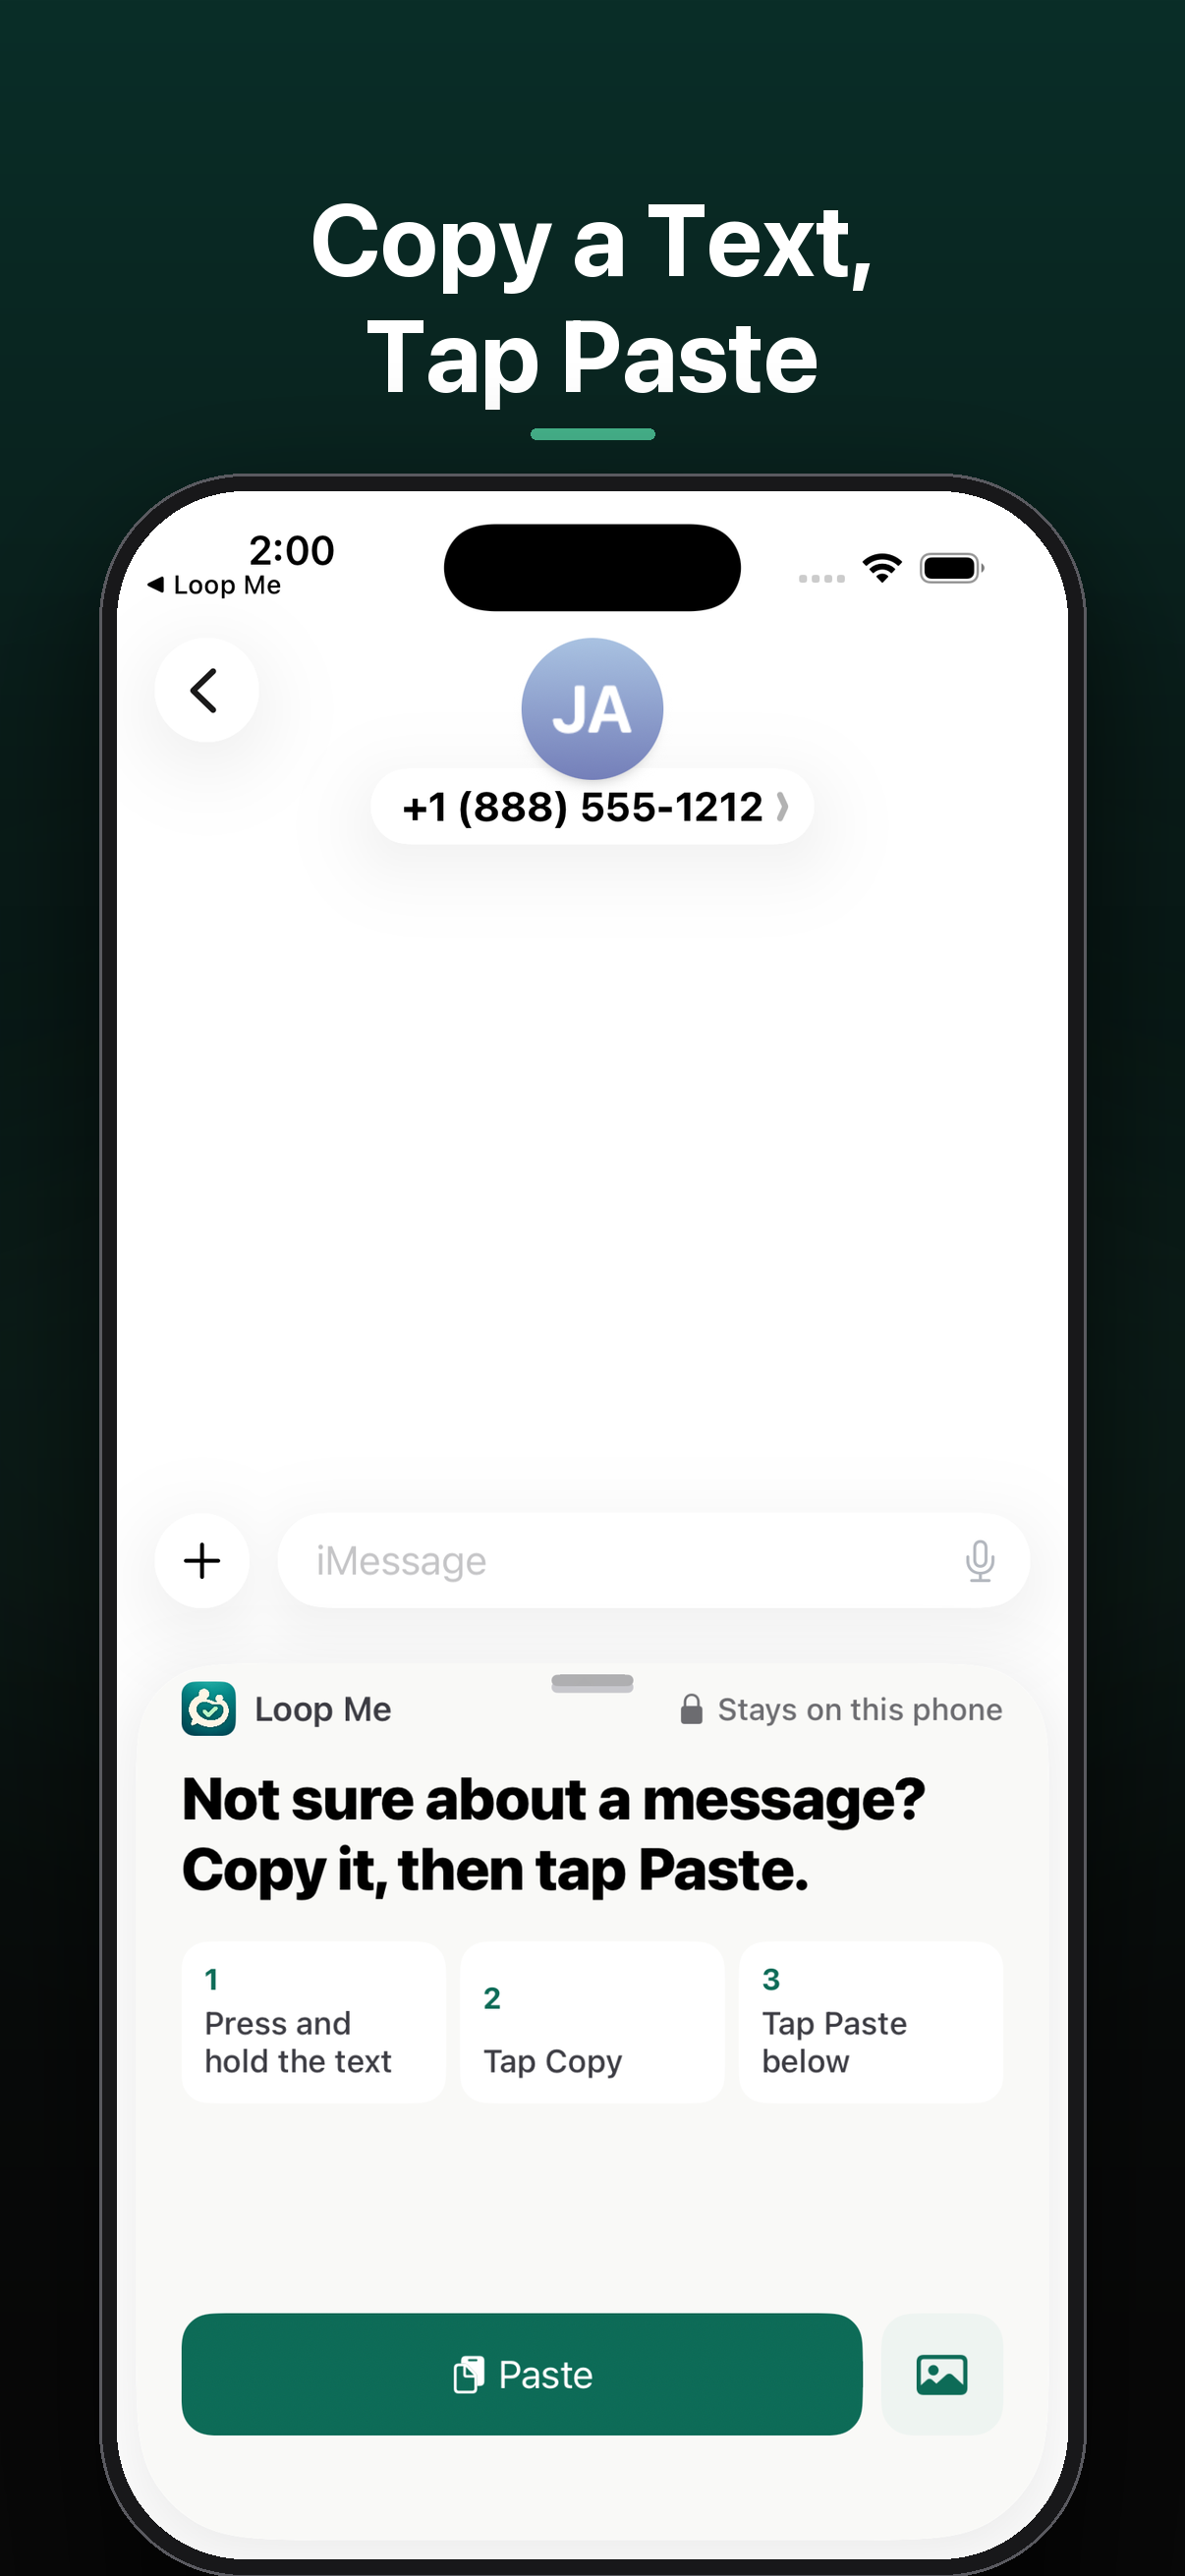 Copy a Text,
Tap Paste
2:00
Loop Me
JA
+1 (888) 555-1212
iMessage
Loop Me
Stays on this phone
Not sure about a message?
Copy it, then tap Paste.
1
Press and
hold the text
2
Tap Copy
3
Tap Paste
below
Paste